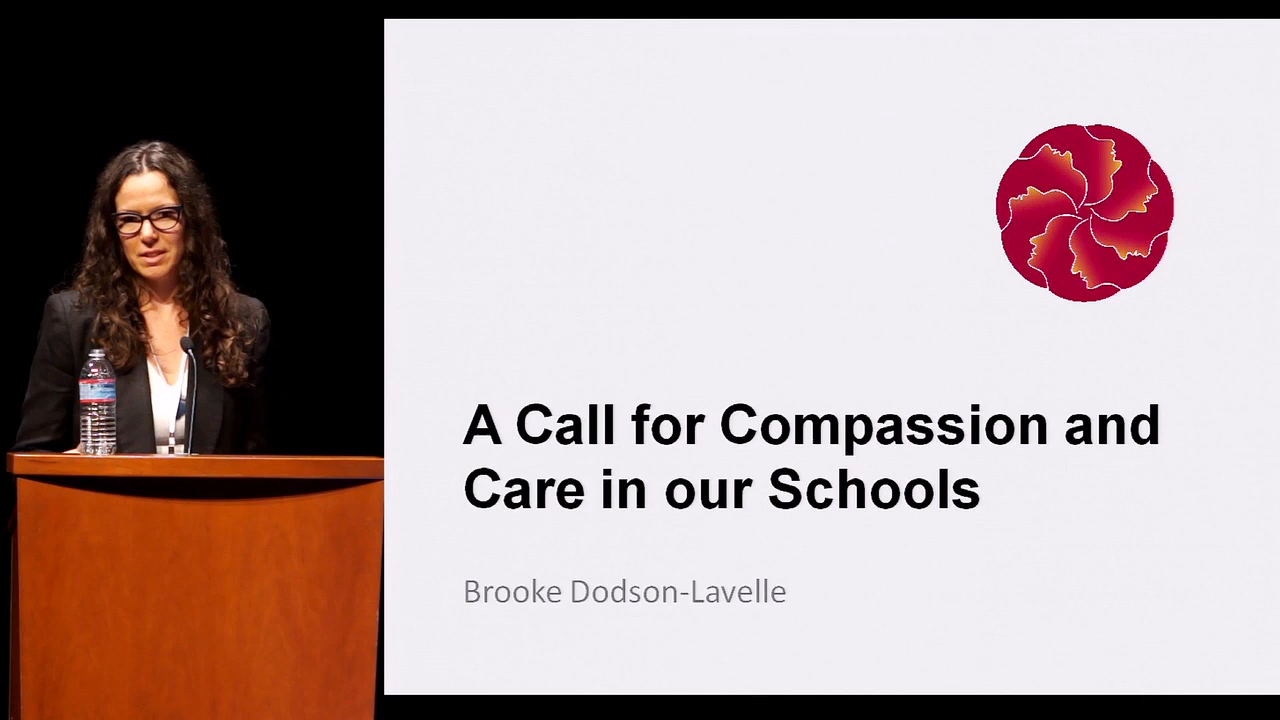 A Call for Compassion and
Care in our Schools
Brooke Dodson-Lavelle